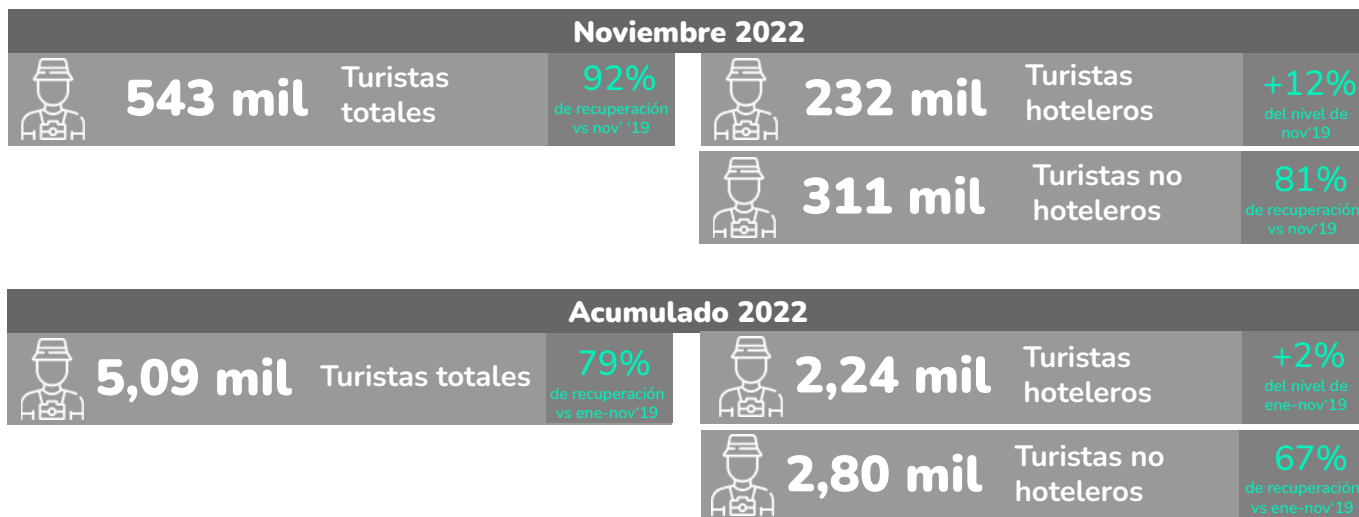 Noviembre 2022
543 mil
Turistas
totales
92%
de recuperación
vs nov' '19
232 mil
Turistas
hoteleros
+12%
del nivel de
nov'19
311 mil
Turistas no
hoteleros
81%
de recuperación
vs nov'19
Acumulado 2022
5,09 mil
Turistas totales
79%
de recuperación
vs ene-nov'19
2,24 mil
Turistas
hoteleros
+2%
del nivel de
ene-nov'19
2,80 mil
Turistas no
hoteleros
67%
de recuperación
vs ene-nov'19